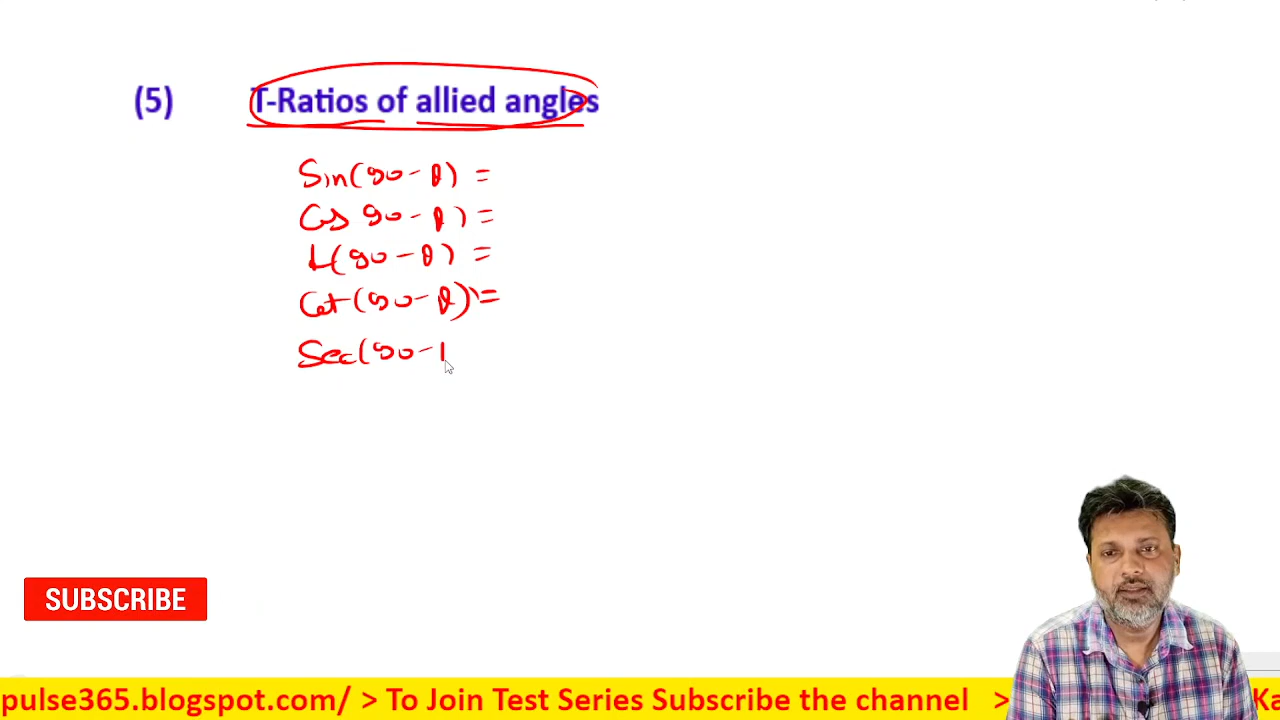 (5) T-Ratios of allied angles
Sin(90-θ) =
Cos 90-θ) =
t(90-θ) =
Cot(90-θ) =
Sec(90-
SUBSCRIBE
pulse365.blogspot.com/ > To Join Test Series Subscribe the channel > Ka